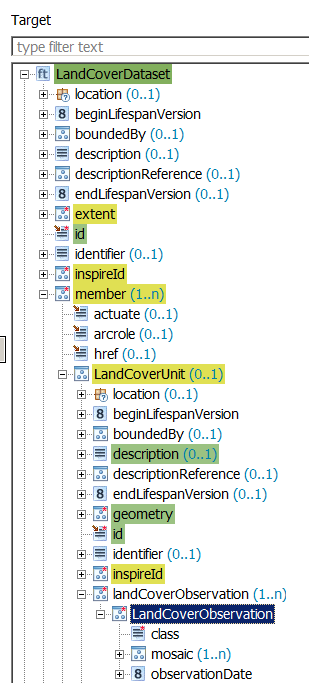 Target
type filter text
ft LandCoverDataset
location (0..1)
8 beginLifespanVersion
boundedBy (0..1)
description (0..1)
descriptionReference (0..1)
8 endLifespanVersion (0..1)
extent
id
identifier (0..1)
inspireId
member (1..n)
actuate (0..1)
arcrole (0..1)
href (0..1)
LandCoverUnit (0..1)
location (0..1)
8 beginLifespanVersion
boundedBy (0..1)
description (0..1)
descriptionReference (0..1)
8 endLifespanVersion (0..1)
geometry
id
identifier (0..1)
inspireId
landCoverObservation (1..n)
LandCoverObservation
class
mosaic (1..n)
8 observationDate